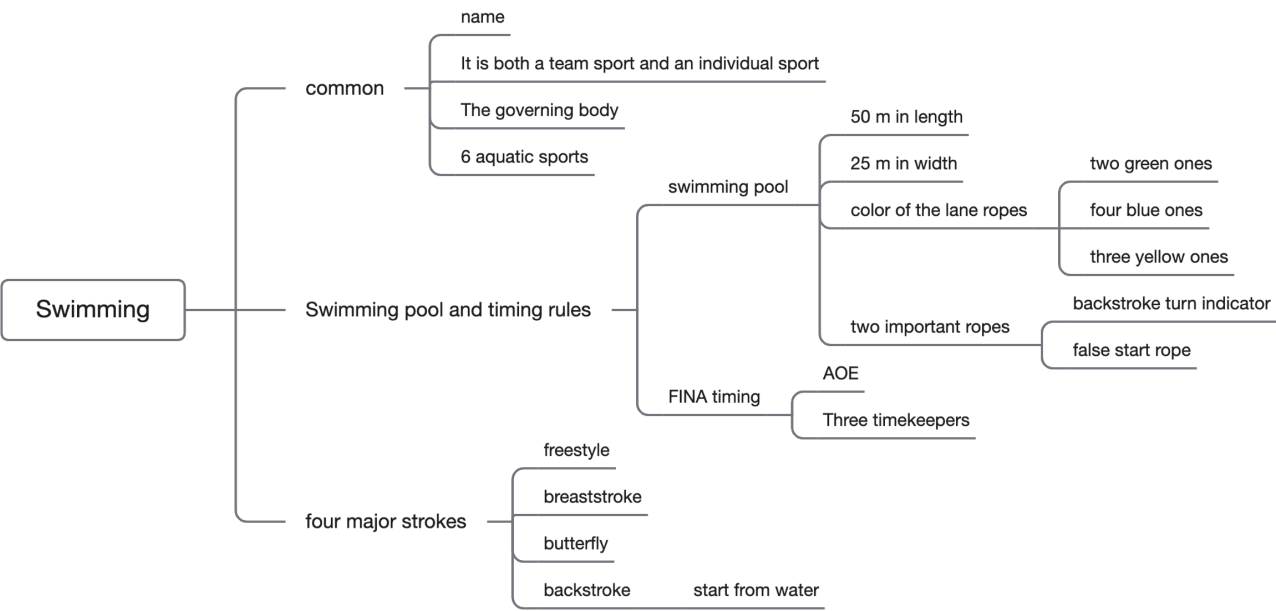 Swimming
common
name
It is both a team sport and an individual sport
The governing body
6 aquatic sports
Swimming pool and timing rules
swimming pool
50 m in length
25 m in width
color of the lane ropes
two green ones
four blue ones
three yellow ones
two important ropes
backstroke turn indicator
false start rope
FINA timing
AOE
Three timekeepers
four major strokes
freestyle
breaststroke
butterfly
backstroke
start from water